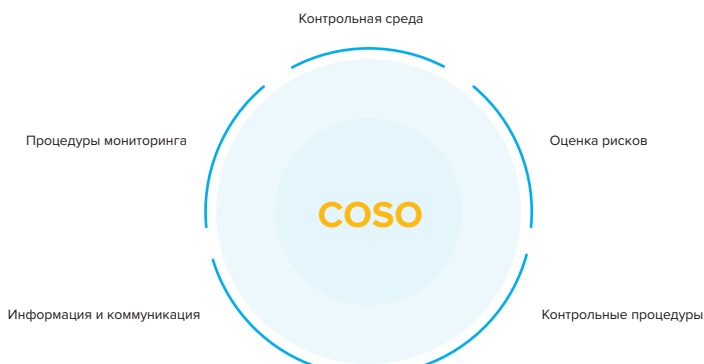 Контрольная среда
Процедуры мониторинга
Оценка рисков
COSO
Информация и коммуникация
Контрольные процедуры